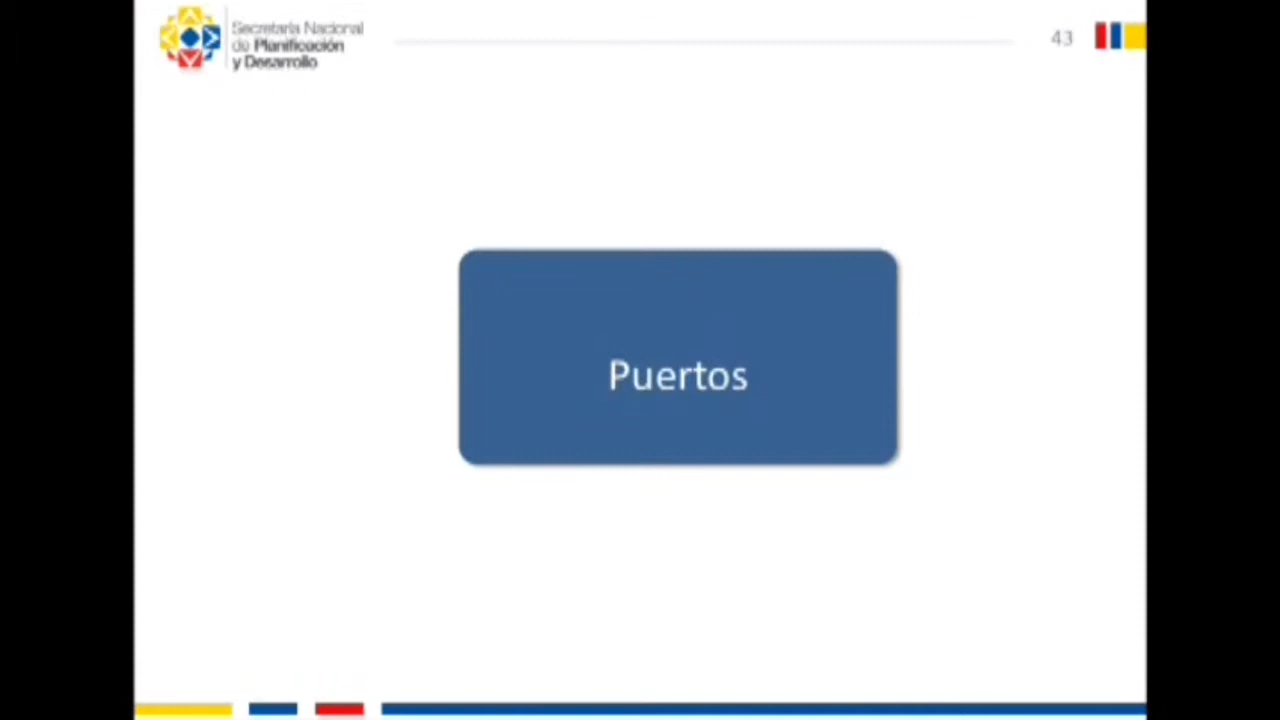 Secretaría Nacional
de Planificación
y Desarrollo
43
Puertos